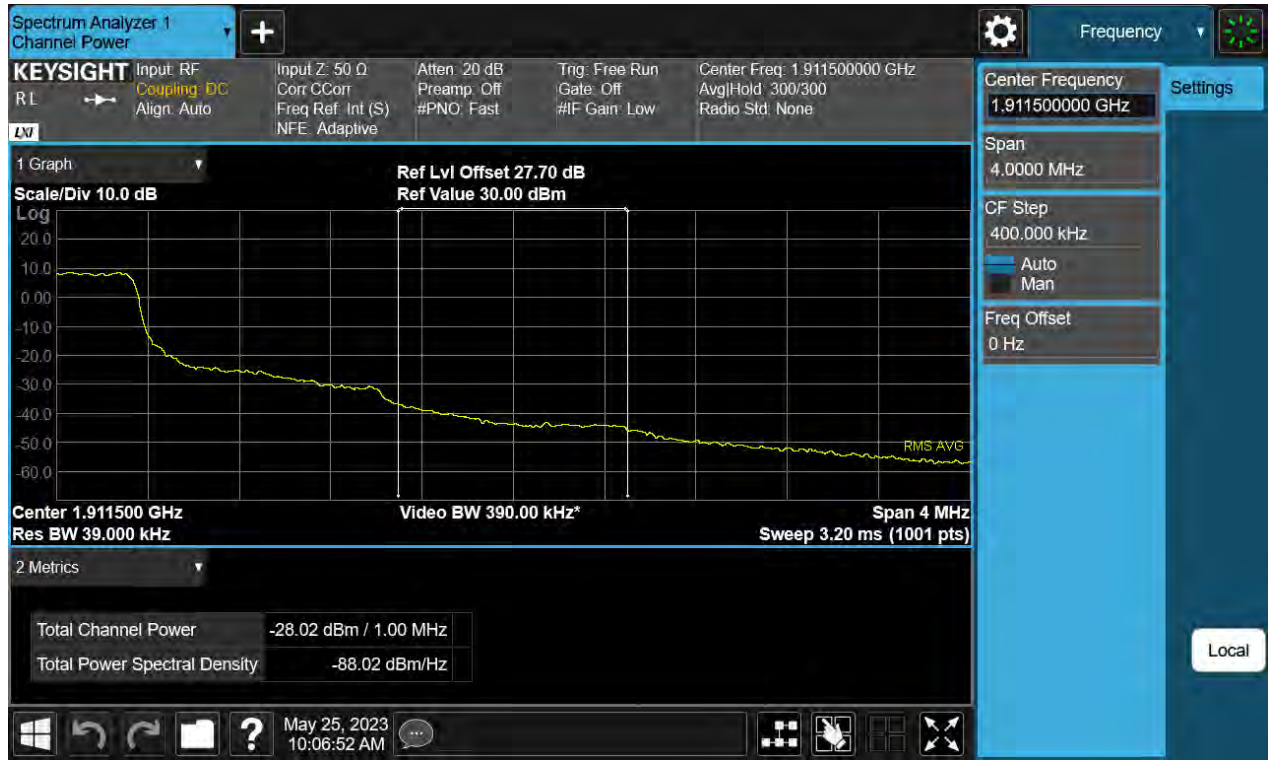 Spectrum Analyzer 1
Channel Power
Frequency
KEYSIGHT
RL
LXI
Input: RF
Coupling: DC
Align: Auto
Input Z: 50 Ω
Corr CCorr
Freq Ref: Int (S)
NFE: Adaptive
Atten: 20 dB
Preamp: Off
#PNO: Fast
Trig: Free Run
Gate: Off
#IF Gain: Low
Center Freq: 1.911500000 GHz
Avg|Hold: 300/300
Radio Std: None
Center Frequency
1.911500000 GHz
Settings
Span
4.0000 MHz
CF Step
400.000 kHz
Auto
Man
Freq Offset
0 Hz
1 Graph
Scale/Div 10.0 dB
Ref Lvl Offset 27.70 dB
Ref Value 30.00 dBm
Log
20.0
10.0
0.00
-10.0
-20.0
-30.0
-40.0
-50.0
-60.0
RMS AVG
Center 1.911500 GHz
Video BW 390.00 kHz*
Span 4 MHz
Res BW 39.000 kHz
Sweep 3.20 ms (1001 pts)
2 Metrics
Total Channel Power -28.02 dBm / 1.00 MHz
Total Power Spectral Density -88.02 dBm/Hz
Local
May 25, 2023
10:06:52 AM